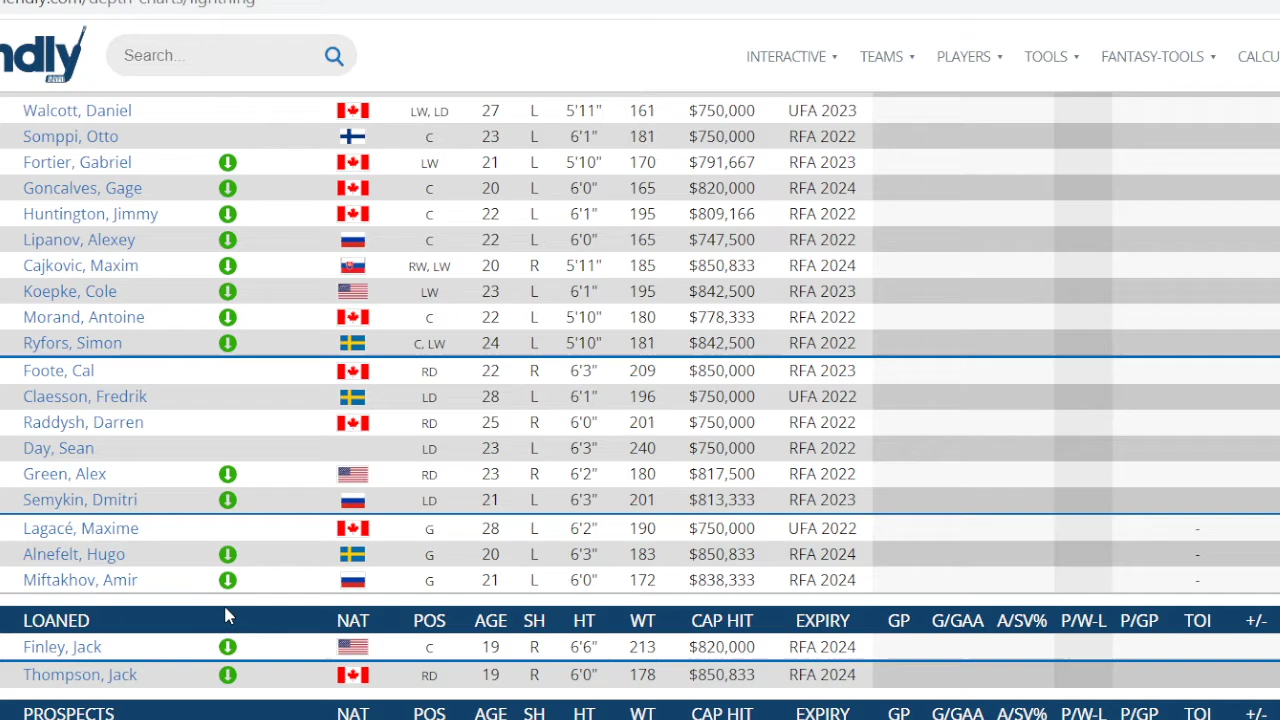 endly.com/depth-charts/lightning
ndly Search... INTERACTIVE TEAMS PLAYERS TOOLS FANTASY-TOOLS CALCU
Walcott, Daniel LW, LD 27 L 5'11" 161 $750,000 UFA 2023
Somppi, Otto C 23 L 6'1" 181 $750,000 RFA 2022
Fortier, Gabriel LW 21 L 5'10" 170 $791,667 RFA 2023
Goncalves, Gage C 20 L 6'0" 165 $820,000 RFA 2024
Huntington, Jimmy C 22 L 6'1" 195 $809,166 RFA 2022
Lipanov, Alexey C 22 L 6'0" 165 $747,500 RFA 2022
Cajkovic, Maxim RW, LW 20 R 5'11" 185 $850,833 RFA 2024
Koepke, Cole LW 23 L 6'1" 195 $842,500 RFA 2023
Morand, Antoine C 22 L 5'10" 180 $778,333 RFA 2022
Ryfors, Simon C, LW 24 L 5'10" 181 $842,500 RFA 2022
Foote, Cal RD 22 R 6'3" 209 $850,000 RFA 2023
Claesson, Fredrik LD 28 L 6'1" 196 $750,000 UFA 2022
Raddysh, Darren RD 25 R 6'0" 201 $750,000 RFA 2022
Day, Sean LD 23 L 6'3" 240 $750,000 RFA 2022
Green, Alex RD 23 R 6'2" 180 $817,500 RFA 2022
Semykin, Dmitri LD 21 L 6'3" 201 $813,333 RFA 2023
Lagacé, Maxime G 28 L 6'2" 190 $750,000 UFA 2022 -
Alnefelt, Hugo G 20 L 6'3" 183 $850,833 RFA 2024 -
Miftakhov, Amir G 21 L 6'0" 172 $838,333 RFA 2024 -
LOANED NAT POS AGE SH HT WT CAP HIT EXPIRY GP G/GAA A/SV% P/W-L P/GP TOI +/-
Finley, Jack C 19 R 6'6" 213 $820,000 RFA 2024
Thompson, Jack RD 19 R 6'0" 178 $850,833 RFA 2024
PROSPECTS NAT POS AGE SH HT WT CAP HIT EXPIRY GP G/GAA A/SV% P/W-L P/GP TOI +/-